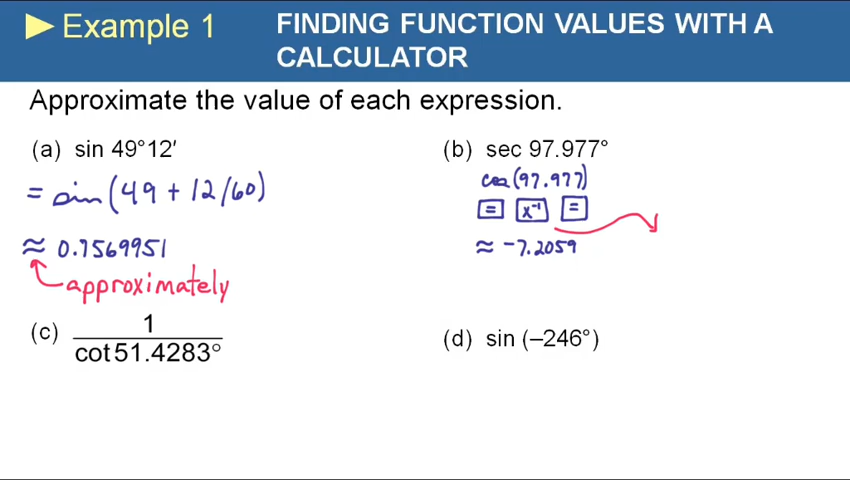 ▶ Example 1
FINDING FUNCTION VALUES WITH A
CALCULATOR
Approximate the value of each expression.
(a) sin 49°12′
= sin(49 + 12/60)
≈ 0.7569951
approximately
(b) sec 97.977°
cos(97.977)
= x⁻¹ =
≈ -7.2059
(c) 1
cot 51.4283°
(d) sin (–246°)